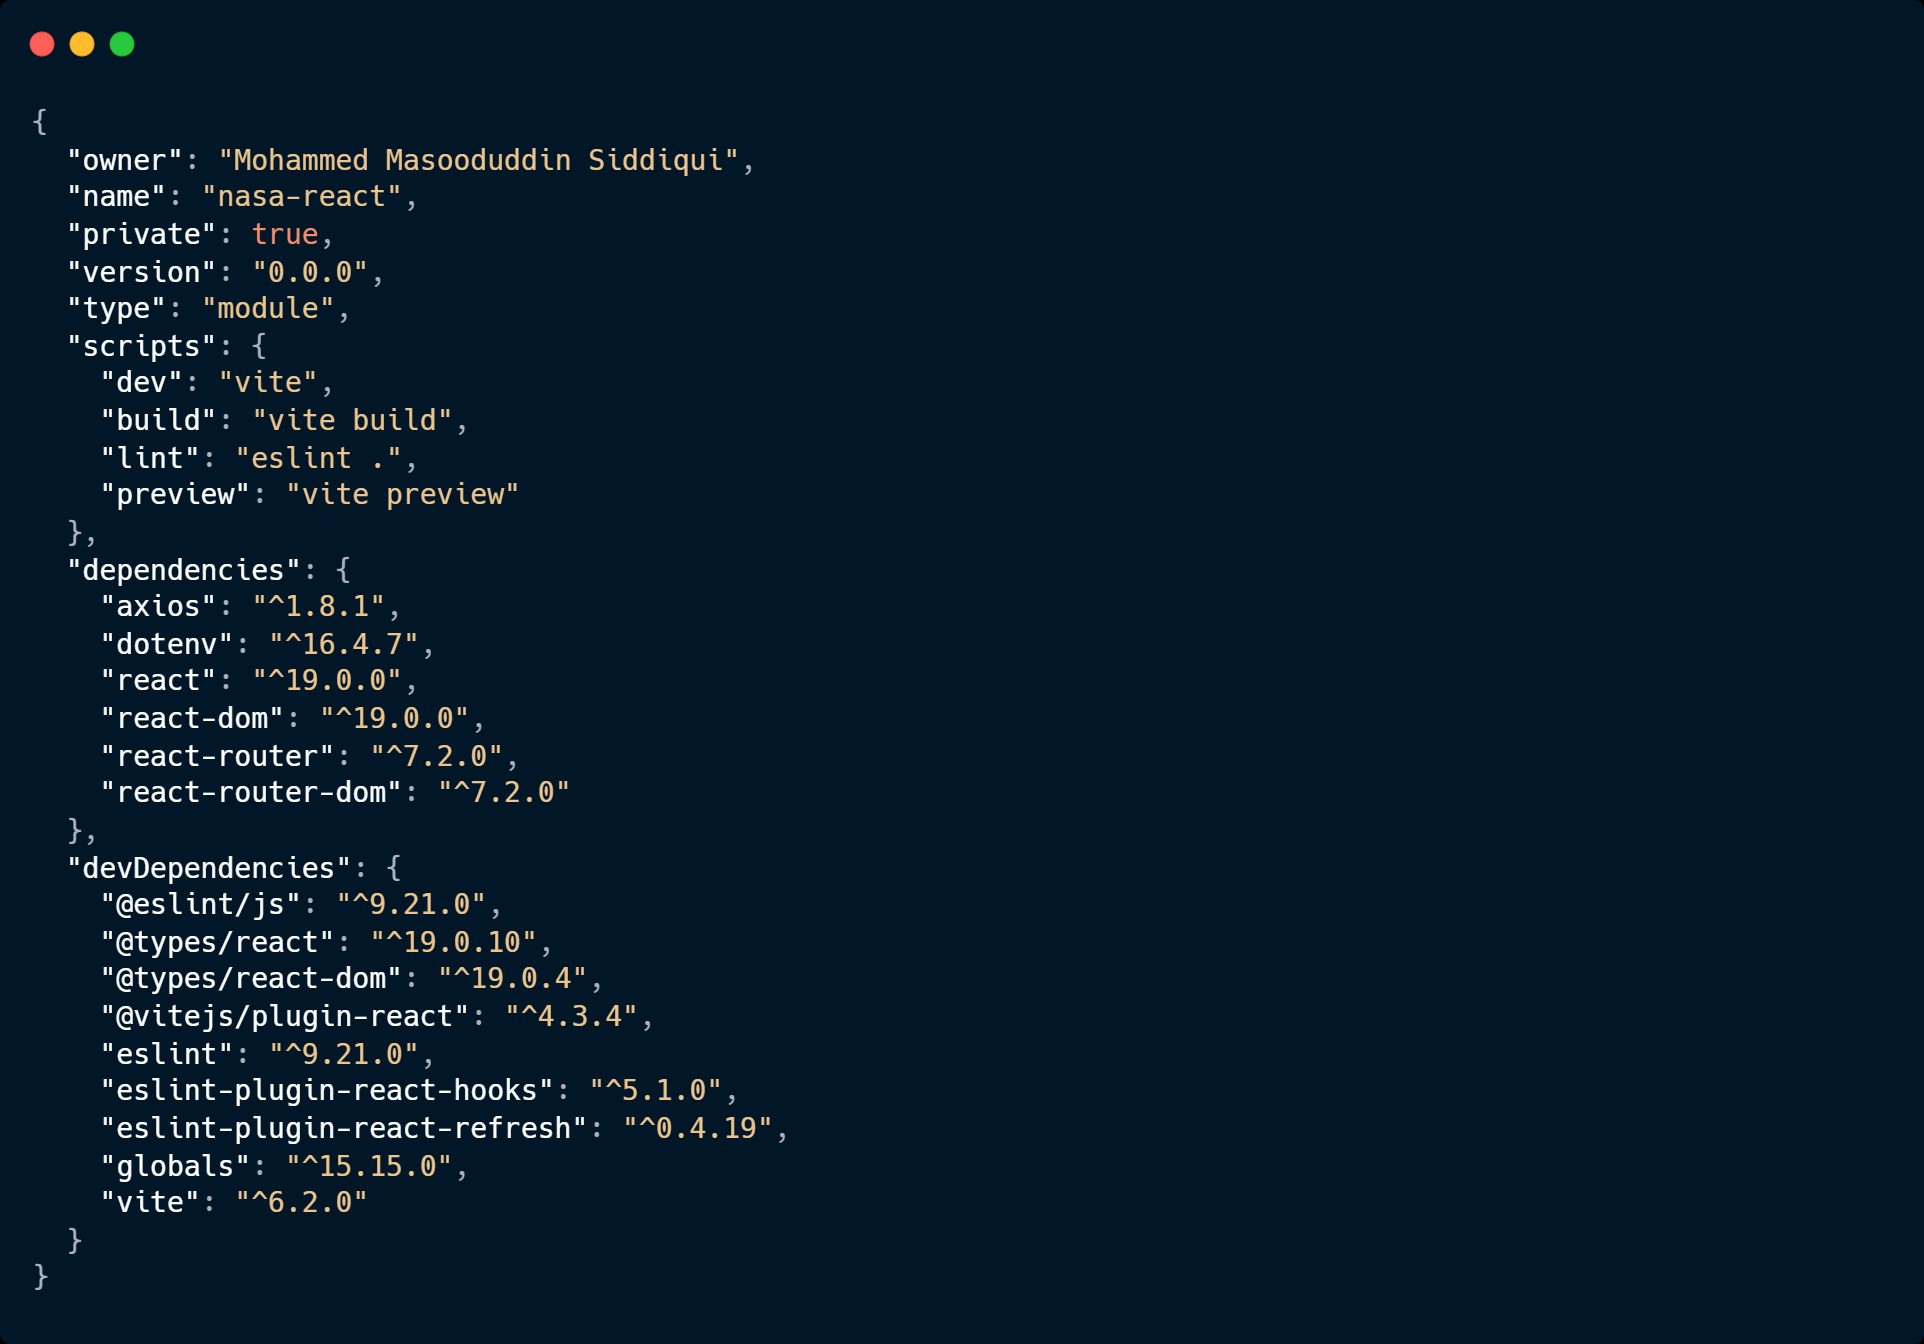 {
  "owner": "Mohammed Masooduddin Siddiqui",
  "name": "nasa-react",
  "private": true,
  "version": "0.0.0",
  "type": "module",
  "scripts": {
    "dev": "vite",
    "build": "vite build",
    "lint": "eslint .",
    "preview": "vite preview"
  },
  "dependencies": {
    "axios": "^1.8.1",
    "dotenv": "^16.4.7",
    "react": "^19.0.0",
    "react-dom": "^19.0.0",
    "react-router": "^7.2.0",
    "react-router-dom": "^7.2.0"
  },
  "devDependencies": {
    "@eslint/js": "^9.21.0",
    "@types/react": "^19.0.10",
    "@types/react-dom": "^19.0.4",
    "@vitejs/plugin-react": "^4.3.4",
    "eslint": "^9.21.0",
    "eslint-plugin-react-hooks": "^5.1.0",
    "eslint-plugin-react-refresh": "^0.4.19",
    "globals": "^15.15.0",
    "vite": "^6.2.0"
  }
}